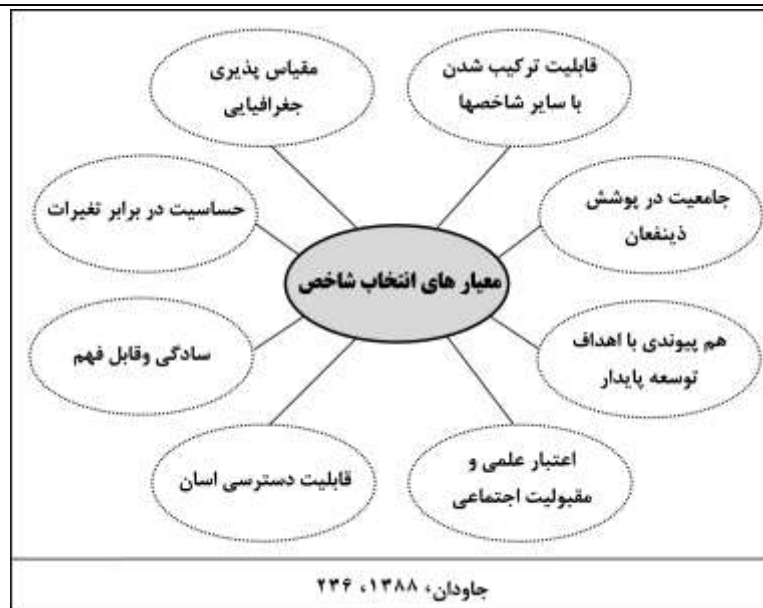 قابلیت ترکیب شدن
با سایر شاخصها
مقیاس پذیری
جغرافیایی
جامعیت در پوشش
ذینفعان
حساسیت در برابر تغیرات
معیار های انتخاب شاخص
هم پیوندی با اهداف
توسعه پایدار
سادگی وقابل فهم
اعتبار علمی و
مقبولیت اجتماعی
قابلیت دسترسی اسان
جاودان، ۱۳۸۸، ۲۳۶